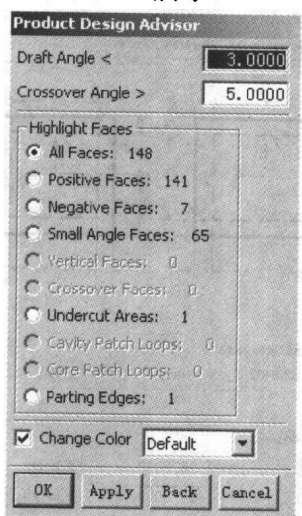 Product Design Advisor
Draft Angle < 3.0000
Crossover Angle > 5.0000
Highlight Faces
All Faces: 148
Positive Faces: 141
Negative Faces: 7
Small Angle Faces: 65
Vertical Faces: 0
Crossover Faces: 0
Undercut Areas: 1
Cavity Patch Loops: 0
Core Patch Loops: 0
Parting Edges: 1
Change Color Default
OK Apply Back Cancel